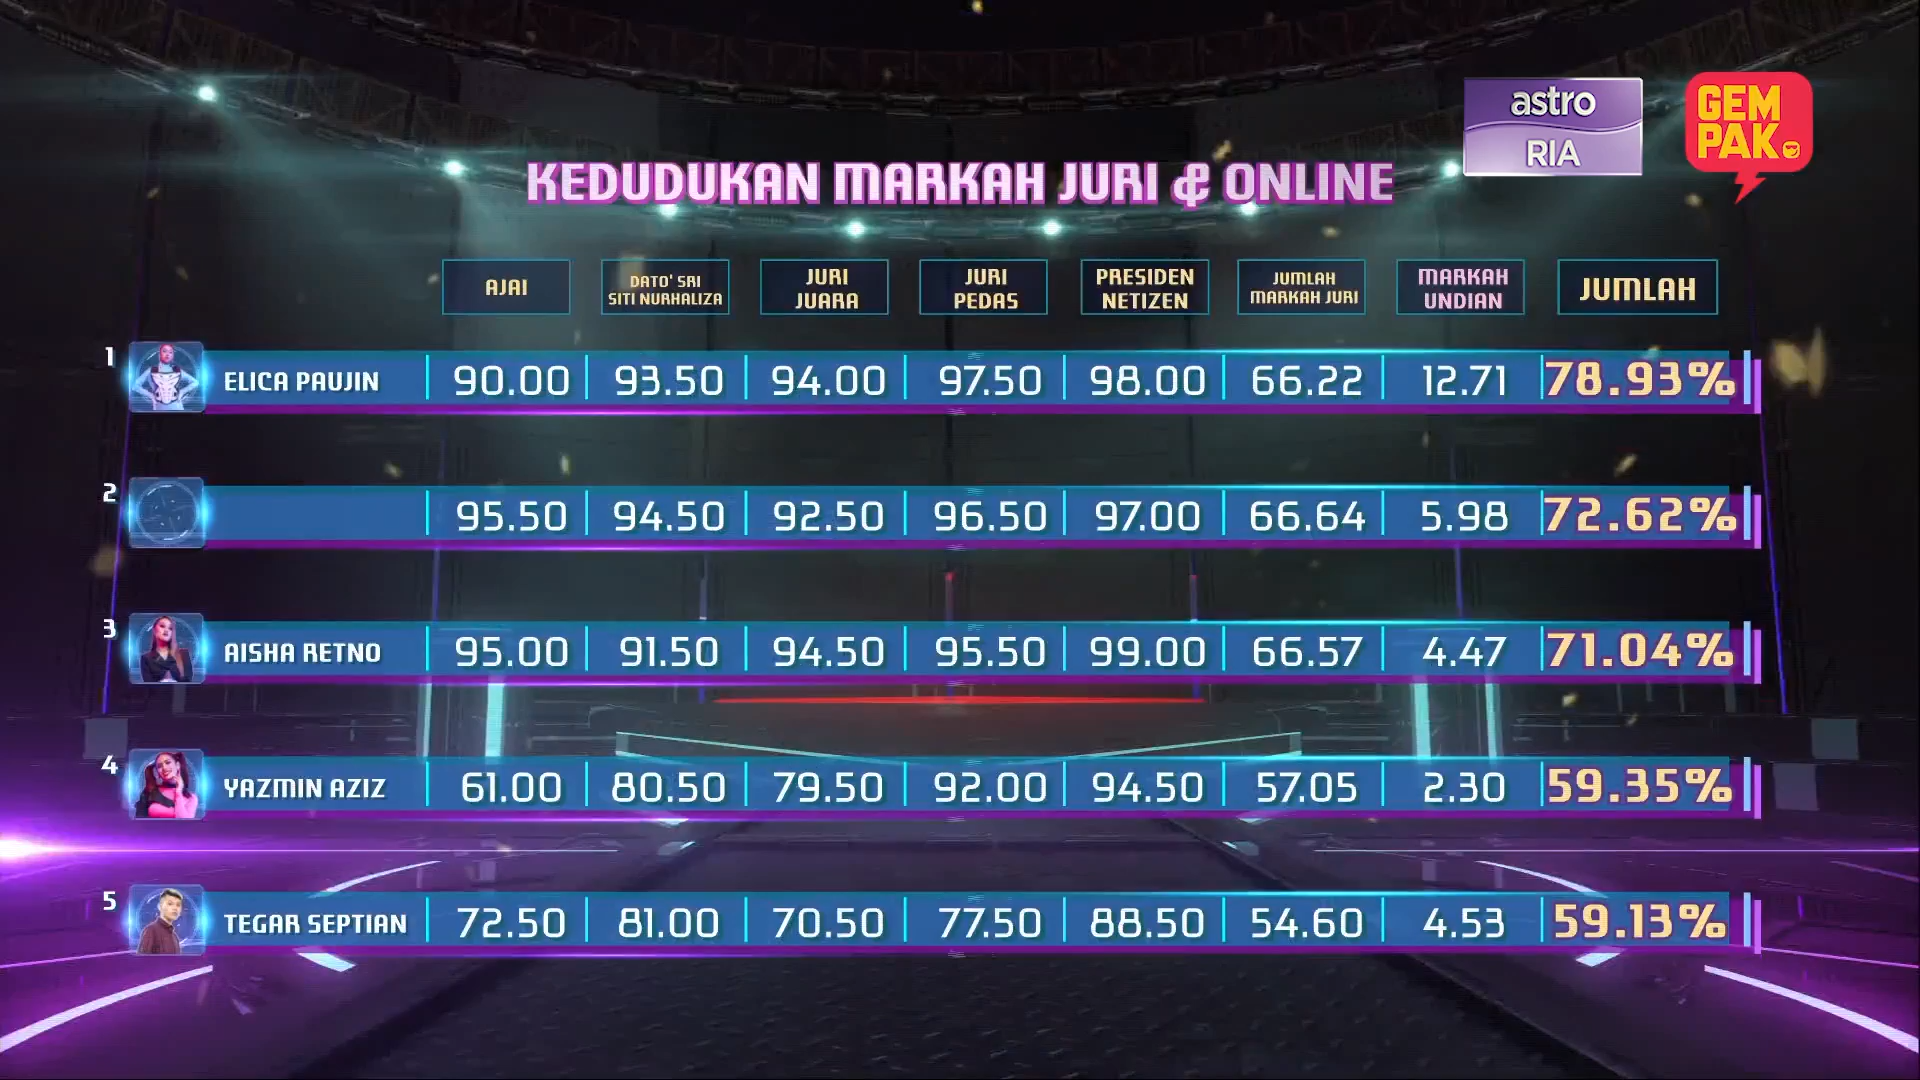 astro
RIA
GEM
PAK
KEDUDUKAN MARKAH JURI & ONLINE
AJAI
DATO' SRI
SITI NURHALIZA
JURI
JUARA
JURI
PEDAS
PRESIDEN
NETIZEN
JUMLAH
MARKAH JURI
MARKAH
UNDIAN
JUMLAH
1 ELICA PAUJIN 90.00 93.50 94.00 97.50 98.00 66.22 12.71 78.93%
2 95.50 94.50 92.50 96.50 97.00 66.64 5.98 72.62%
3 AISHA RETNO 95.00 91.50 94.50 95.50 99.00 66.57 4.47 71.04%
4 YAZMIN AZIZ 61.00 80.50 79.50 92.00 94.50 57.05 2.30 59.35%
5 TEGAR SEPTIAN 72.50 81.00 70.50 77.50 88.50 54.60 4.53 59.13%